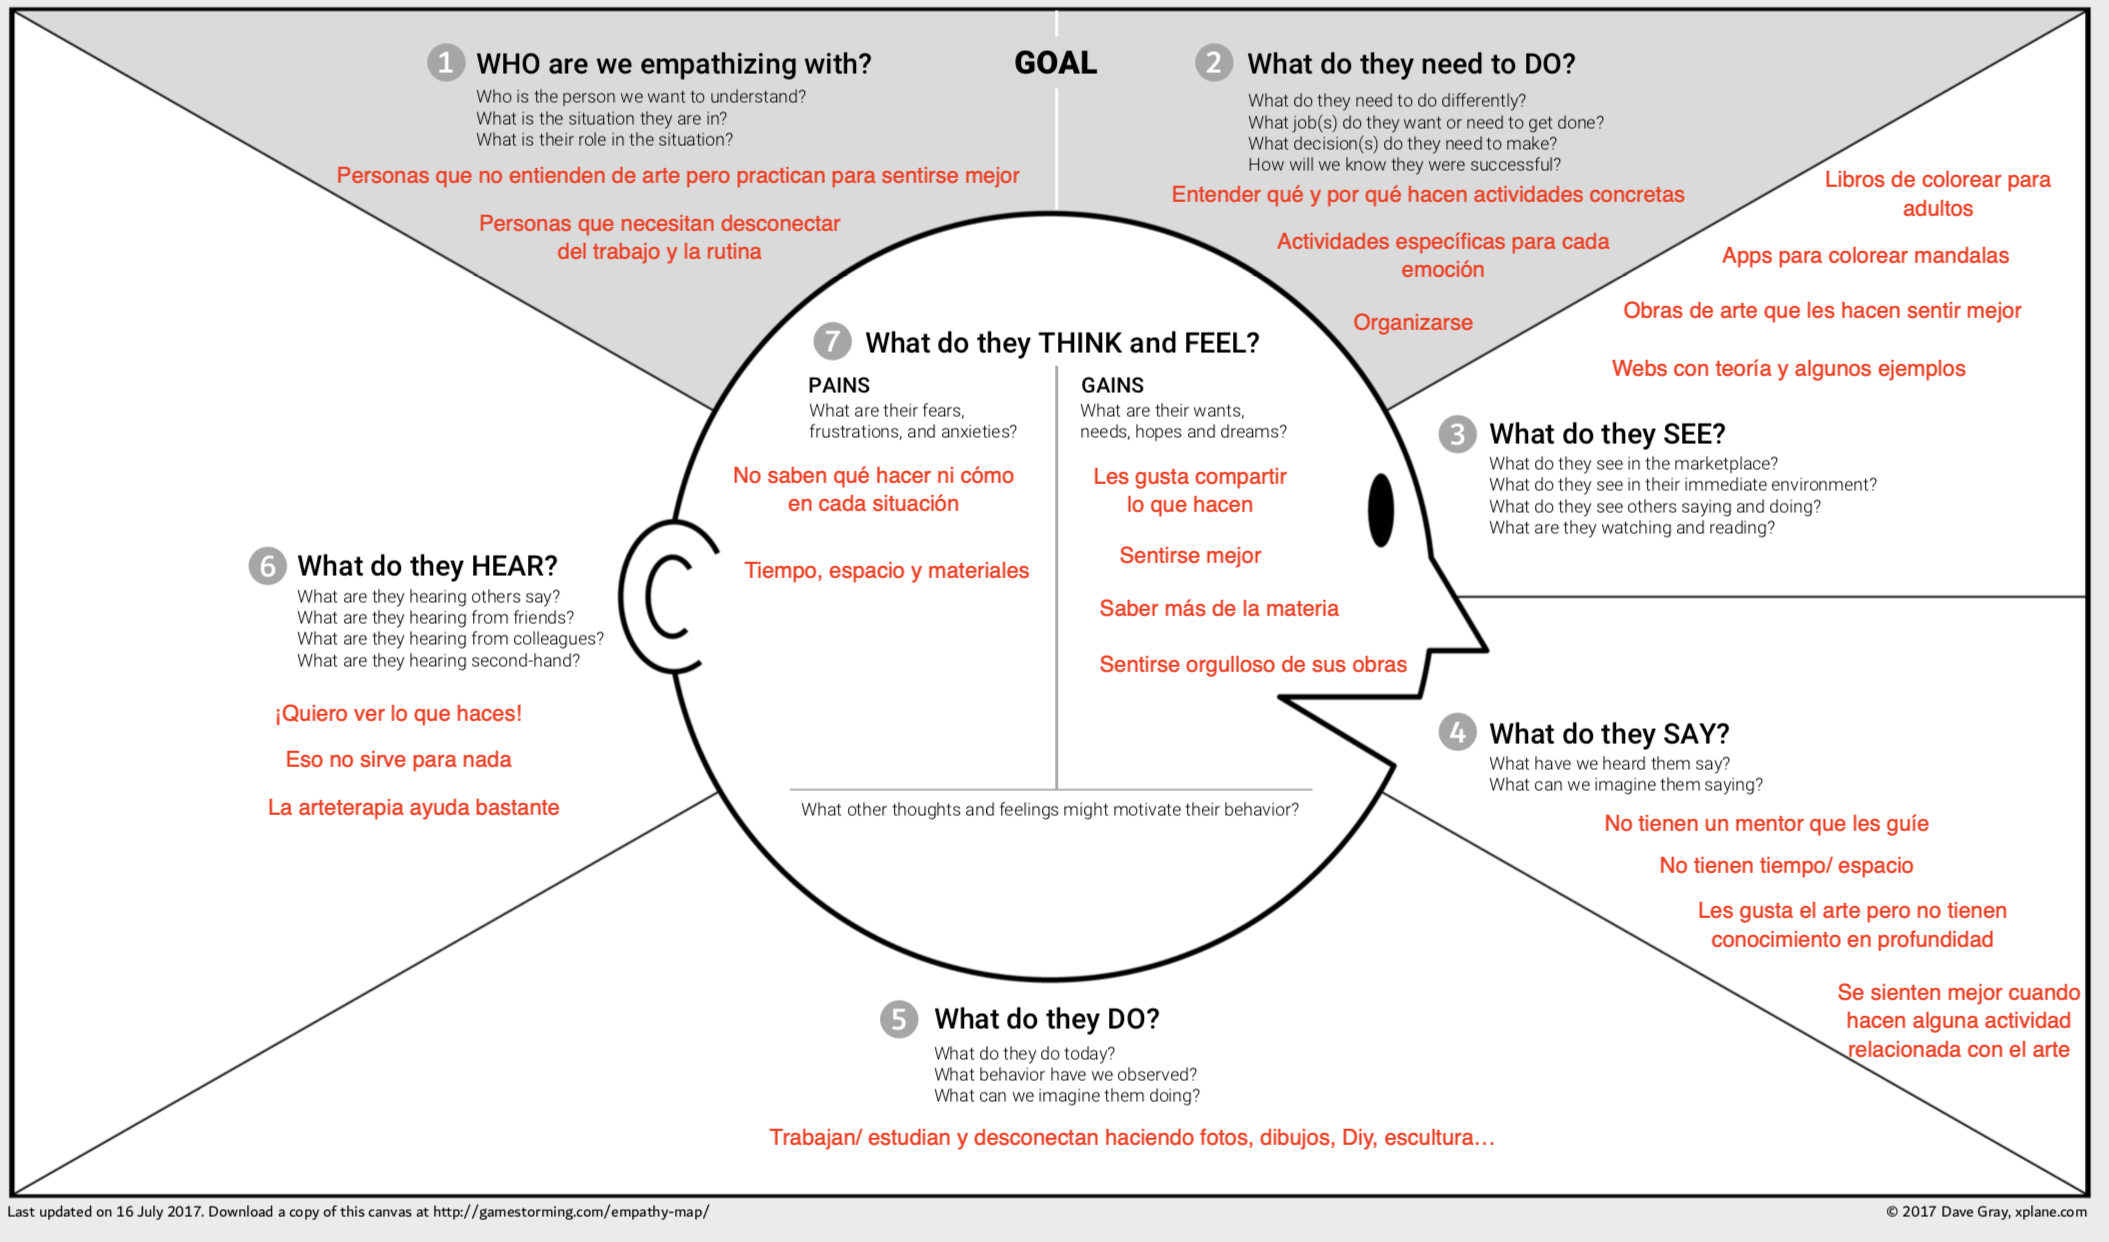 GOAL
1 WHO are we empathizing with?
Who is the person we want to understand?
What is the situation they are in?
What is their role in the situation?
Personas que no entienden de arte pero practican para sentirse mejor
Personas que necesitan desconectar
del trabajo y la rutina
2 What do they need to DO?
What do they need to do differently?
What job(s) do they want or need to get done?
What decision(s) do they need to make?
How will we know they were successful?
Entender qué y por qué hacen actividades concretas
Actividades específicas para cada
emoción
Organizarse
Libros de colorear para
adultos
Apps para colorear mandalas
Obras de arte que les hacen sentir mejor
Webs con teoría y algunos ejemplos
3 What do they SEE?
What do they see in the marketplace?
What do they see in their immediate environment?
What do they see others saying and doing?
What are they watching and reading?
4 What do they SAY?
What have we heard them say?
What can we imagine them saying?
No tienen un mentor que les guíe
No tienen tiempo/ espacio
Les gusta el arte pero no tienen
conocimiento en profundidad
Se sienten mejor cuando
hacen alguna actividad
relacionada con el arte
5 What do they DO?
What do they do today?
What behavior have we observed?
What can we imagine them doing?
Trabajan/ estudian y desconectan haciendo fotos, dibujos, Diy, escultura...
6 What do they HEAR?
What are they hearing others say?
What are they hearing from friends?
What are they hearing from colleagues?
What are they hearing second-hand?
¡Quiero ver lo que haces!
Eso no sirve para nada
La arteterapia ayuda bastante
7 What do they THINK and FEEL?
PAINS
What are their fears,
frustrations, and anxieties?
No saben qué hacer ni cómo
en cada situación
Tiempo, espacio y materiales
GAINS
What are their wants,
needs, hopes and dreams?
Les gusta compartir
lo que hacen
Sentirse mejor
Saber más de la materia
Sentirse orgulloso de sus obras
What other thoughts and feelings might motivate their behavior?
Last updated on 16 July 2017. Download a copy of this canvas at http://gamestorming.com/empathy-map/
© 2017 Dave Gray, xplane.com